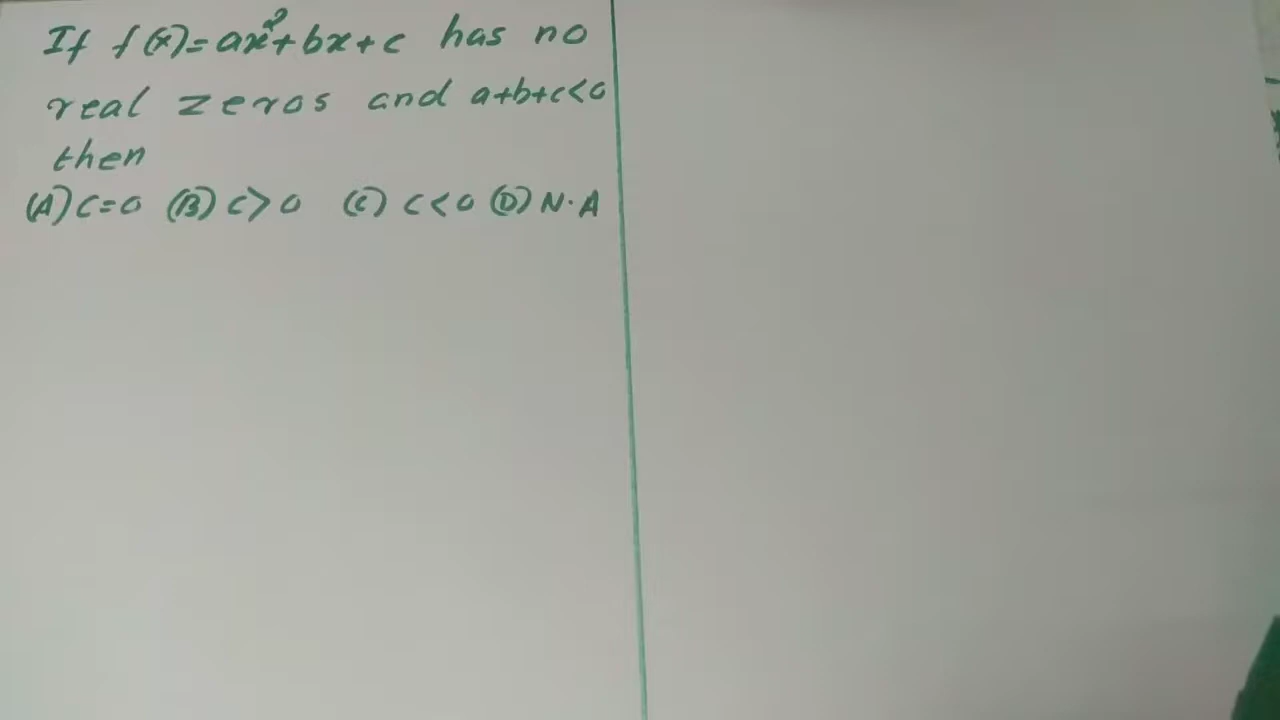 If f(x)=ax²+bx+c has no
real zeros and a+b+c<0
then
(A) c=0 (B) c>0 (C) c<0 (D) N.A